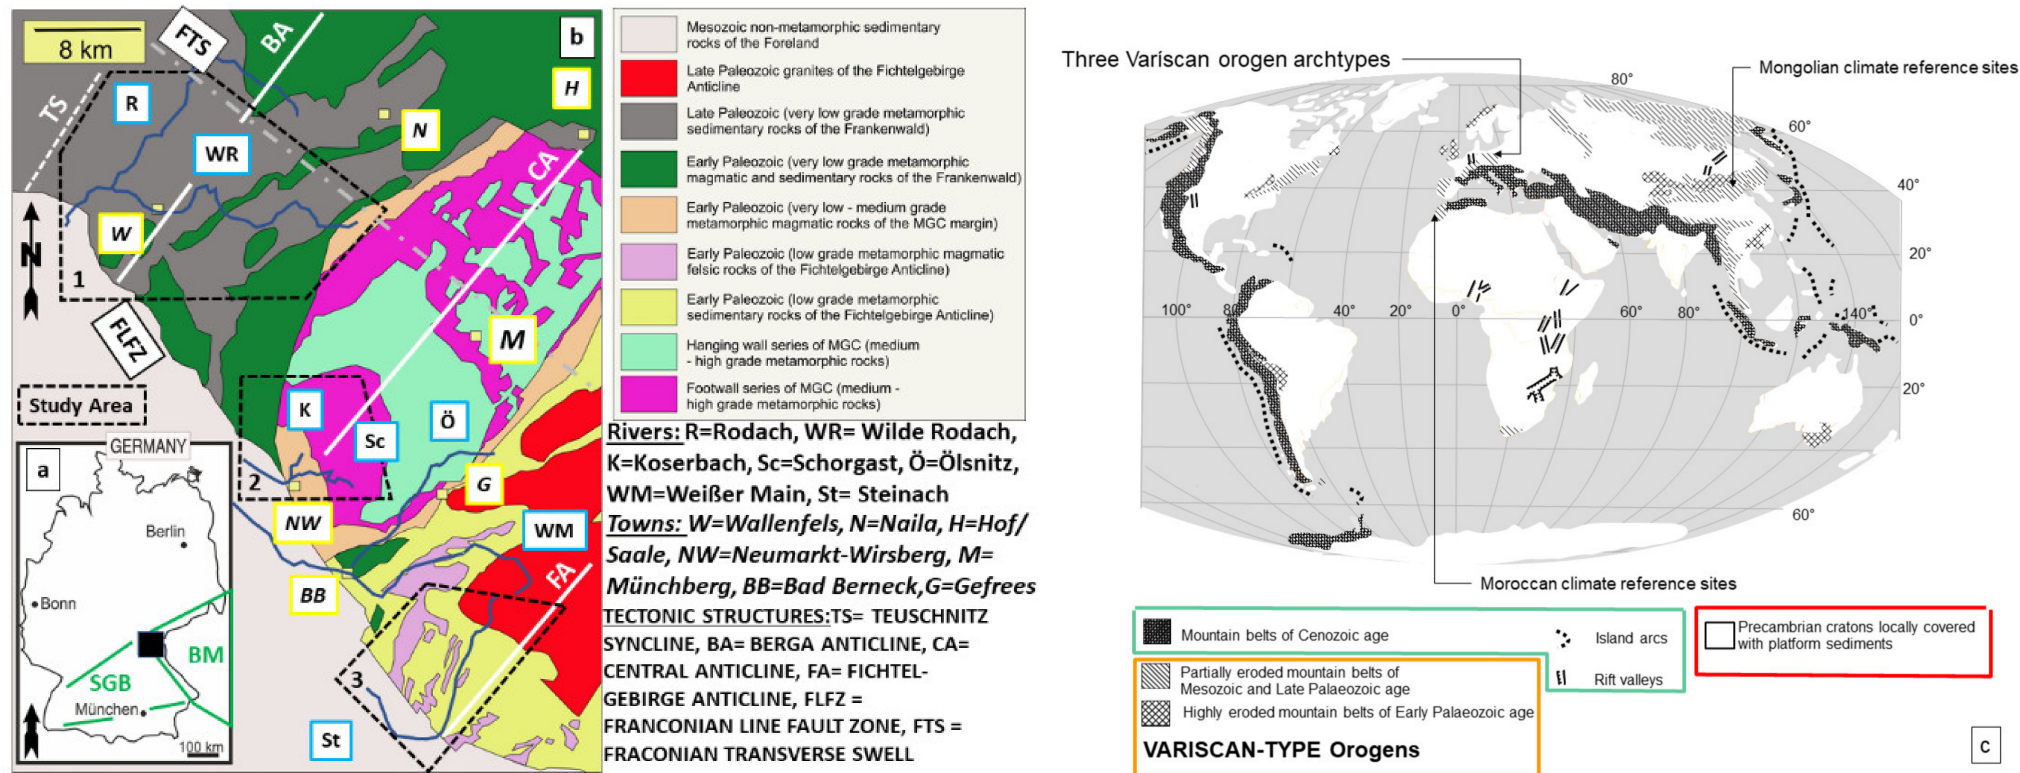 8 km
FTS
BA
b
H
TS
R
N
WR
CA
N
W
1
FLFZ
M
Study Area
K
Sc
Ö
2
G
NW
WM
BB
FA
3
St
a
GERMANY
Berlin
Bonn
BM
SGB
München
100 km
Mesozoic non-metamorphic sedimentary
rocks of the Foreland
Late Paleozoic granites of the Fichtelgebirge
Anticline
Late Paleozoic (very low grade metamorphic
sedimentary rocks of the Frankenwald)
Early Paleozoic (very low grade metamorphic
magmatic and sedimentary rocks of the Frankenwald)
Early Paleozoic (very low - medium grade
metamorphic magmatic rocks of the MGC margin)
Early Paleozoic (low grade metamorphic magmatic
felsic rocks of the Fichtelgebirge Anticline)
Early Paleozoic (low grade metamorphic
sedimentary rocks of the Fichtelgebirge Anticline)
Hanging wall series of MGC (medium
- high grade metamorphic rocks)
Footwall series of MGC (medium -
high grade metamorphic rocks)
Rivers: R=Rodach, WR= Wilde Rodach,
K=Koserbach, Sc=Schorgast, Ö=Ölsnitz,
WM=Weißer Main, St= Steinach
Towns: W=Wallenfels, N=Naila, H=Hof/
Saale, NW=Neumarkt-Wirsberg, M=
Münchberg, BB=Bad Berneck,G=Gefrees
TECTONIC STRUCTURES:TS= TEUSCHNITZ
SYNCLINE, BA= BERGA ANTICLINE, CA=
CENTRAL ANTICLINE, FA= FICHTEL-
GEBIRGE ANTICLINE, FLFZ =
FRANCONIAN LINE FAULT ZONE, FTS =
FRACONIAN TRANSVERSE SWELL
Three Variscan orogen archtypes
Mongolian climate reference sites
80°
60°
40°
20°
100°
80°
40°
0°
60°
80°
140°
0°
20°
60°
Moroccan climate reference sites
Mountain belts of Cenozoic age
Island arcs
Rift valleys
Precambrian cratons locally covered
with platform sediments
Partially eroded mountain belts of
Mesozoic and Late Palaeozoic age
Highly eroded mountain belts of Early Palaeozoic age
VARISCAN-TYPE Orogens
c